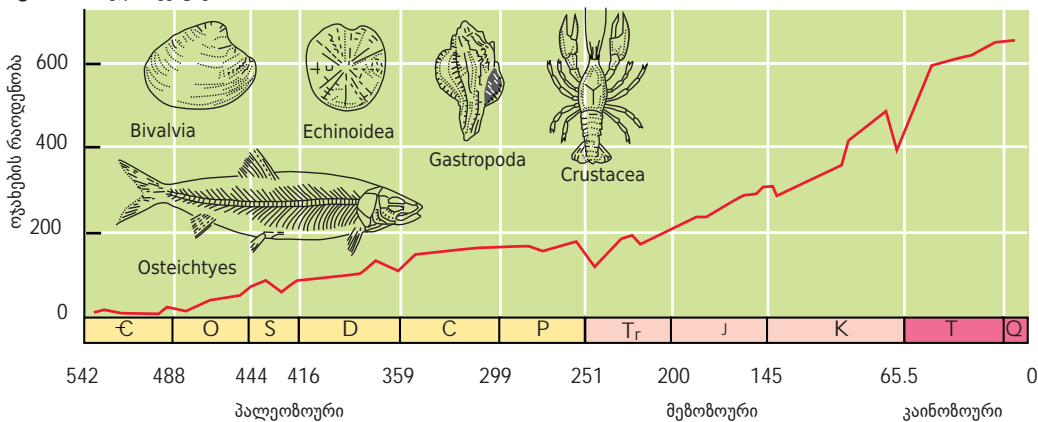 ოჯახების რაოდენობა
600
400
200
0
Bivalvia
Echinoidea
Gastropoda
Crustacea
Osteichtyes
Є O S D C P Tr J K T Q
542 488 444 416 359 299 251 200 145 65.5 0
პალეოზოური მეზოზოური კაინოზოური